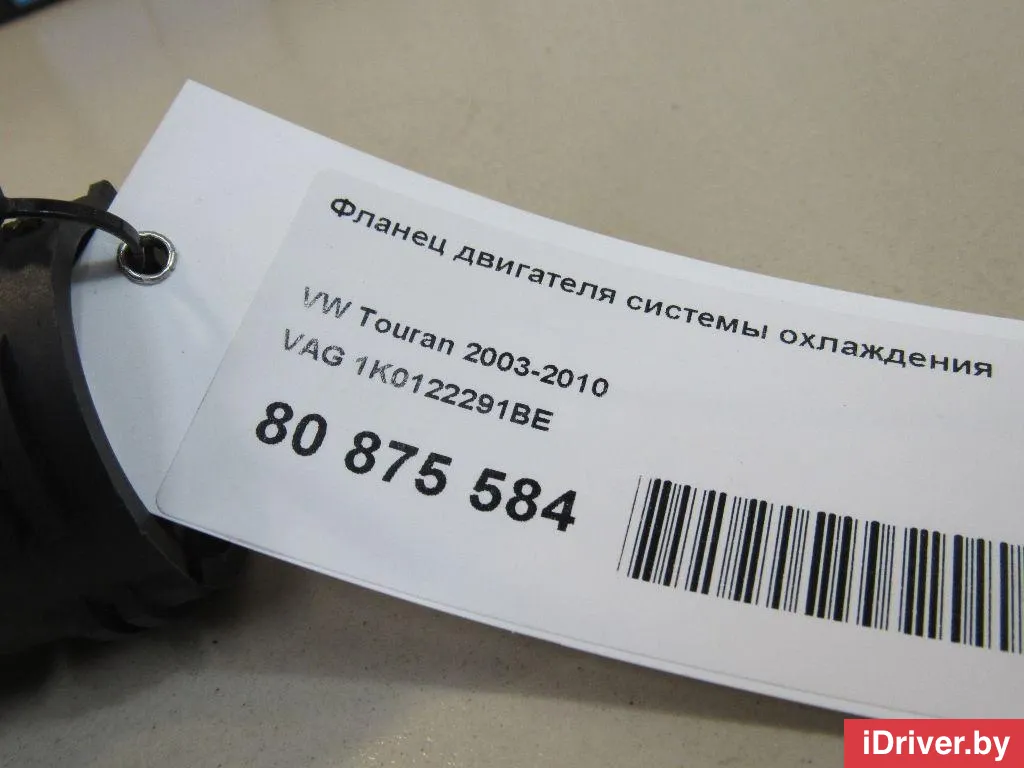 Фланец двигателя системы охлаждения
VW Touran 2003-2010
VAG 1K0122291BE
80 875 584
iDriver.by